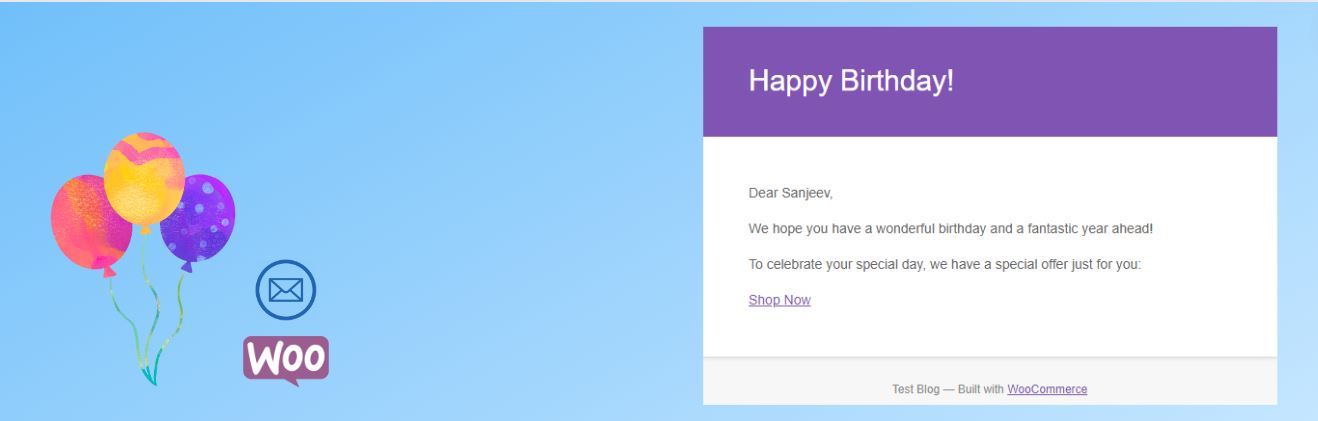 Happy Birthday!
Dear Sanjeev,
We hope you have a wonderful birthday and a fantastic year ahead!
To celebrate your special day, we have a special offer just for you:
Shop Now
Woo
Test Blog — Built with WooCommerce